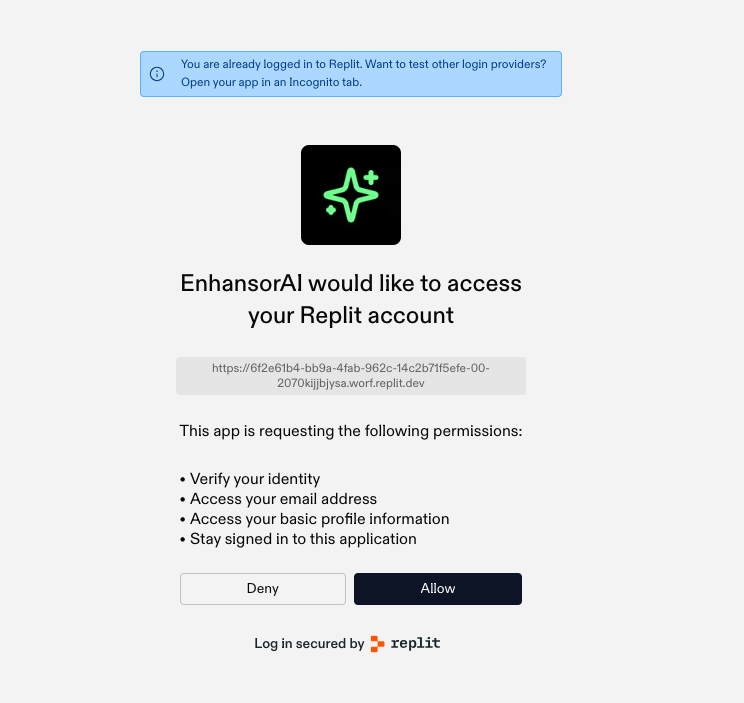 You are already logged in to Replit. Want to test other login providers?
Open your app in an Incognito tab.
EnhansorAI would like to access
your Replit account
https://6f2e61b4-bb9a-4fab-962c-14c2b71f5efe-00-
2070kijjbjysa.worf.replit.dev
This app is requesting the following permissions:
• Verify your identity
• Access your email address
• Access your basic profile information
• Stay signed in to this application
Deny
Allow
Log in secured by replit